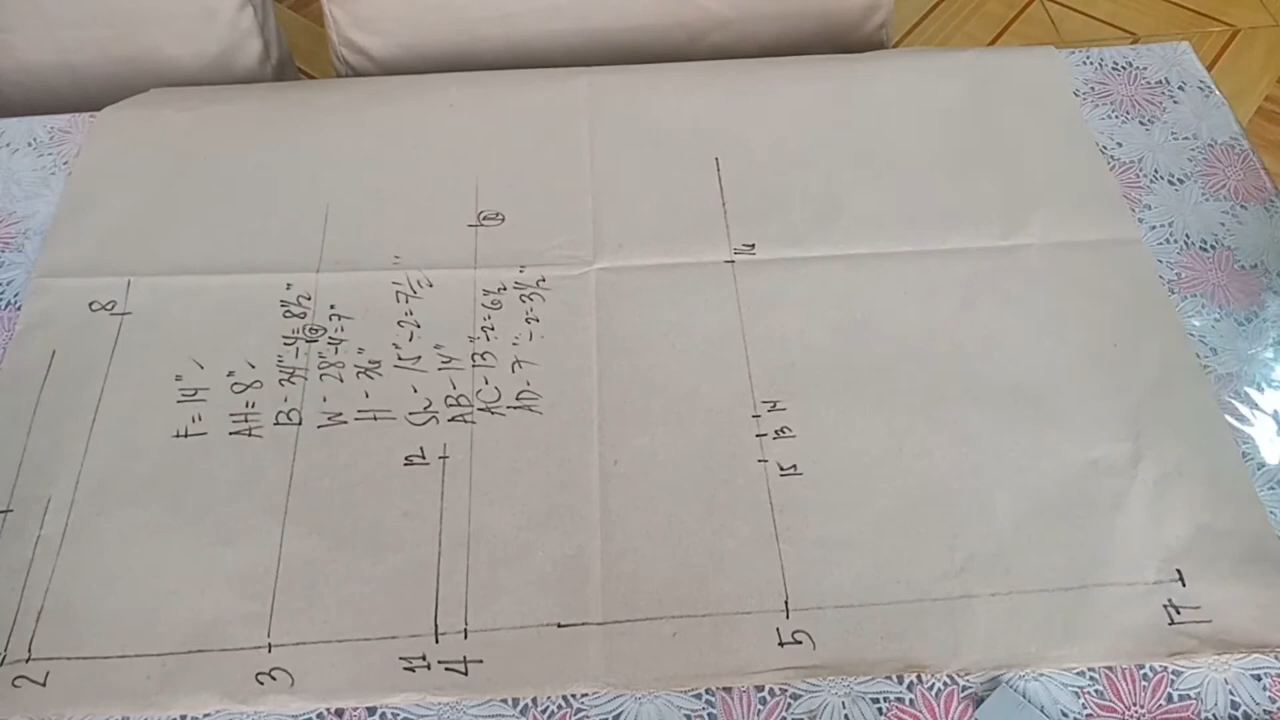 F = 14" ✓
AH = 8" ✓
B - 34" ÷ 4 = 8½"
W - 28" ÷ 4 = 7"
H - 36"
SL - 15" ÷ 2 = 7½"
AB - 14"
AC - 13" ÷ 2 = 6½
AD - 7" ÷ 2 = 3½"
8
12
16
14
13
15
2
3
11
4
5
17